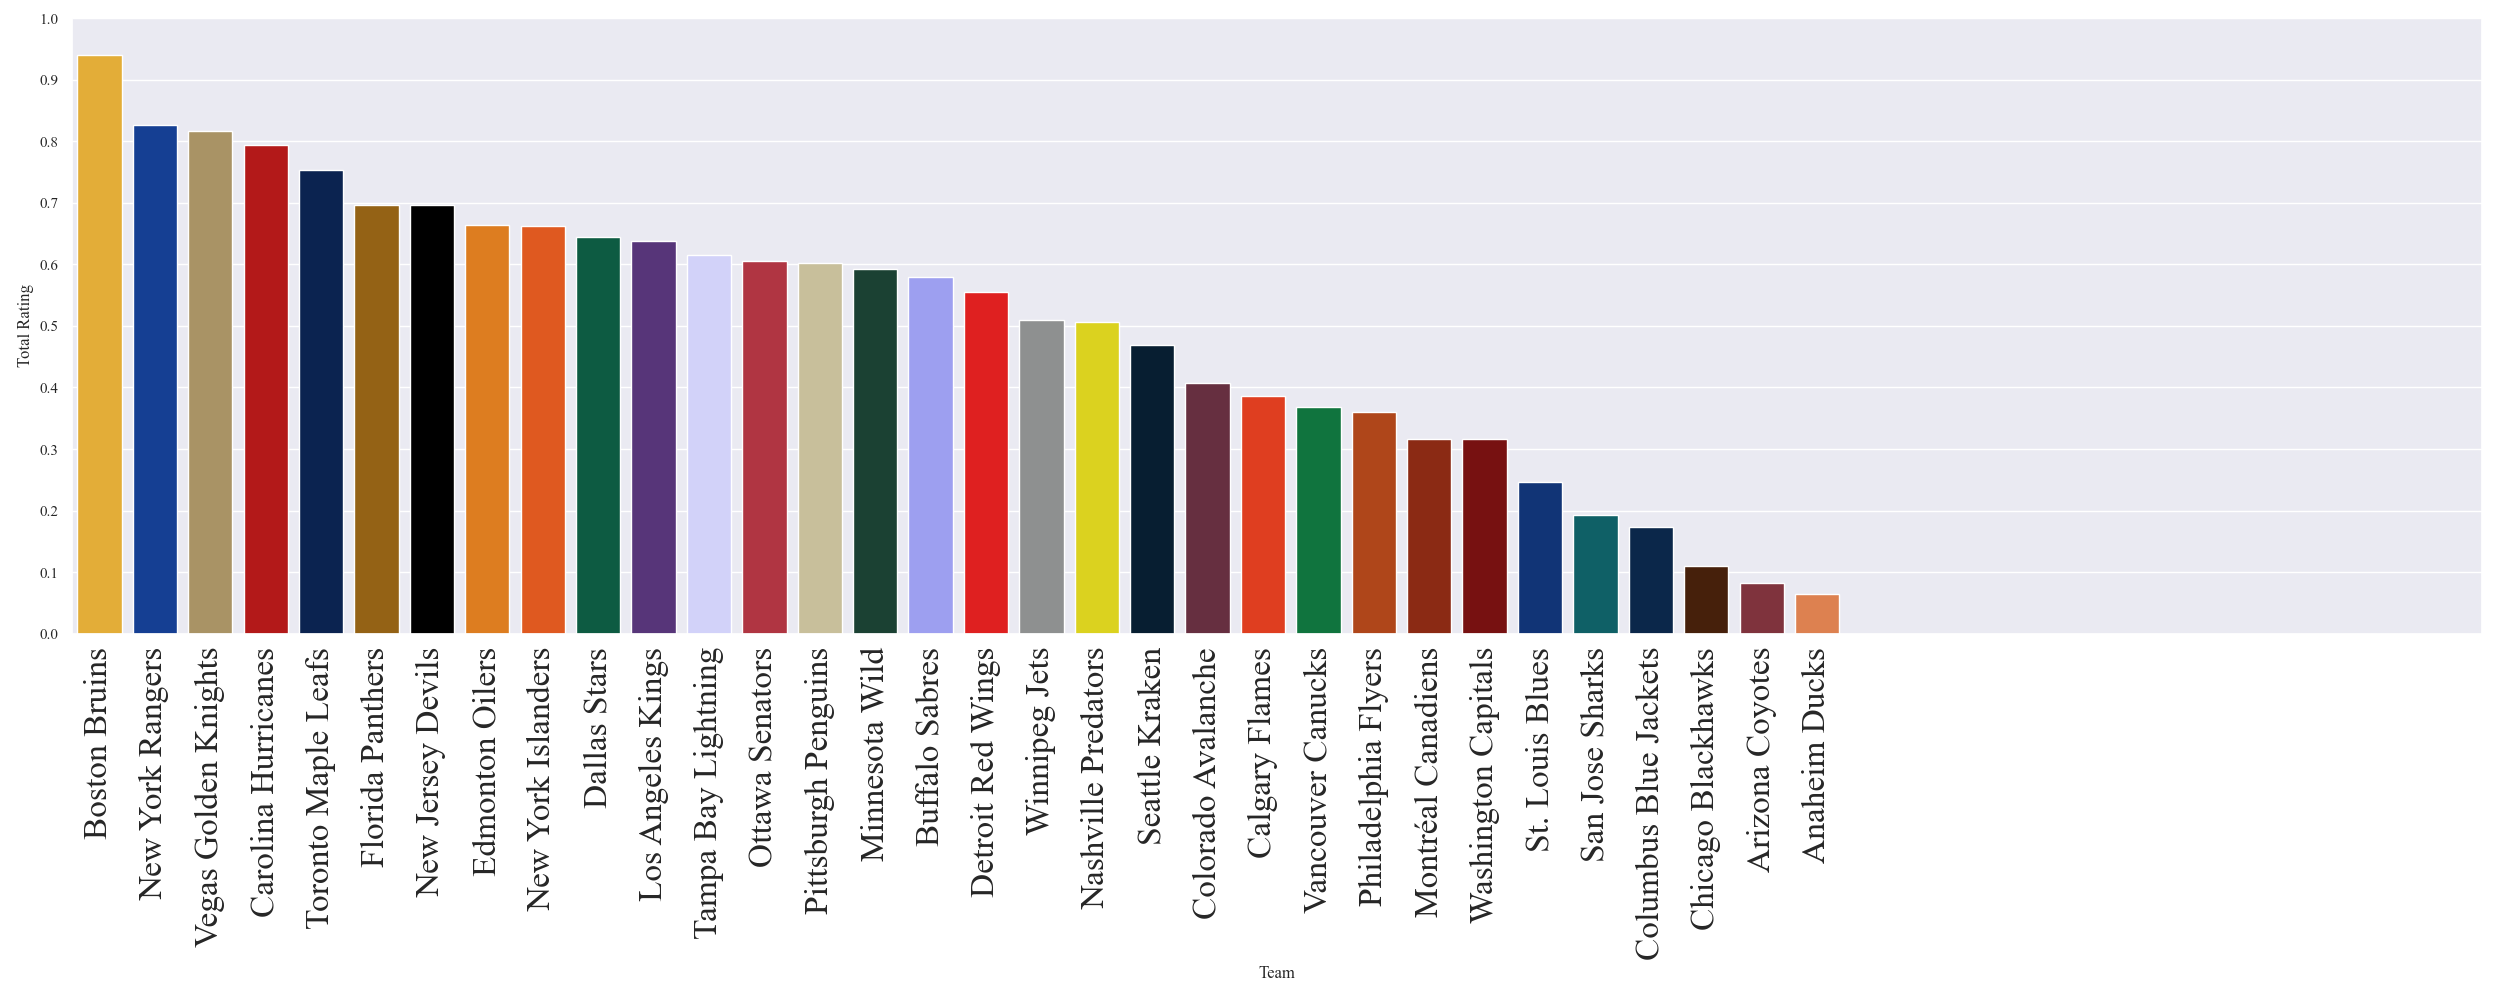 1.0
0.9
0.8
0.7
0.6
0.5
0.4
0.3
0.2
0.1
0.0
Total Rating
Boston Bruins
New York Rangers
Vegas Golden Knights
Carolina Hurricanes
Toronto Maple Leafs
Florida Panthers
New Jersey Devils
Edmonton Oilers
New York Islanders
Dallas Stars
Los Angeles Kings
Tampa Bay Lightning
Ottawa Senators
Pittsburgh Penguins
Minnesota Wild
Buffalo Sabres
Detroit Red Wings
Winnipeg Jets
Nashville Predators
Seattle Kraken
Colorado Avalanche
Calgary Flames
Vancouver Canucks
Philadelphia Flyers
Montréal Canadiens
Washington Capitals
St. Louis Blues
San Jose Sharks
Columbus Blue Jackets
Chicago Blackhawks
Arizona Coyotes
Anaheim Ducks
Team